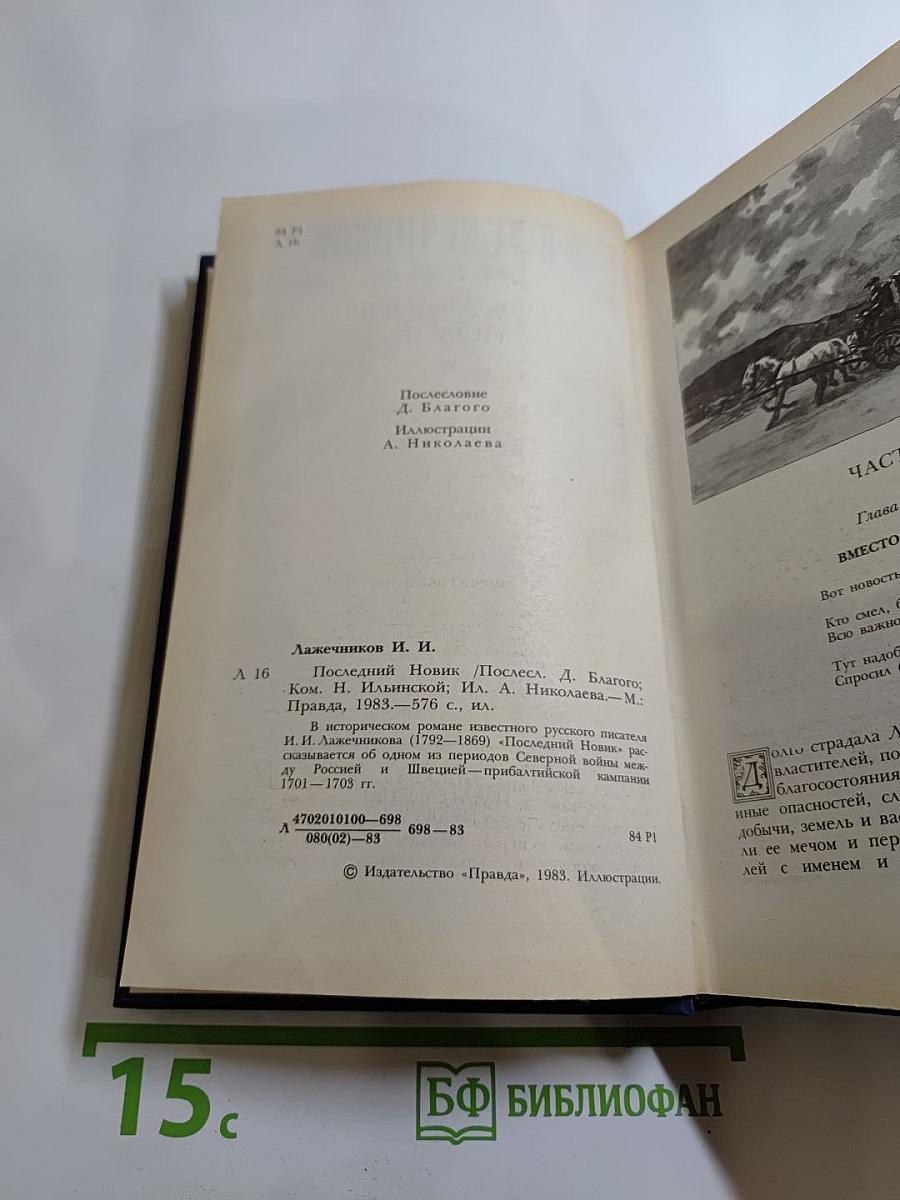 84 Р1
Л 16
Послесловие
Д. Благого
Иллюстрации
А. Николаева
Лажечников И. И.
Л 16 Последний Новик /Послесл. Д. Благого;
Ком. Н. Ильинской; Ил. А. Николаева.—М.:
Правда, 1983.—576 с., ил.
В историческом романе известного русского писателя
И. И. Лажечникова (1792—1869) «Последний Новик» рас-
сказывается об одном из периодов Северной войны меж-
ду Россией и Швецией—прибалтийской кампании
1701—1703 гг.
Л 4702010100—698
080(02)—83
698—83
84 Р1
© Издательство «Правда», 1983. Иллюстрации.
ЧАСТ
Глава
ВМЕСТО
Вот новость
Кто смел, б
Всю важно
Тут надоб
Спросил
Долго страдала Л
властителей, по
благосостояния
иные опасностей, сл
добычи, земель и вас
ли ее мечом и пер
лей с именем и
15 с
БФ БИБЛИОФАН